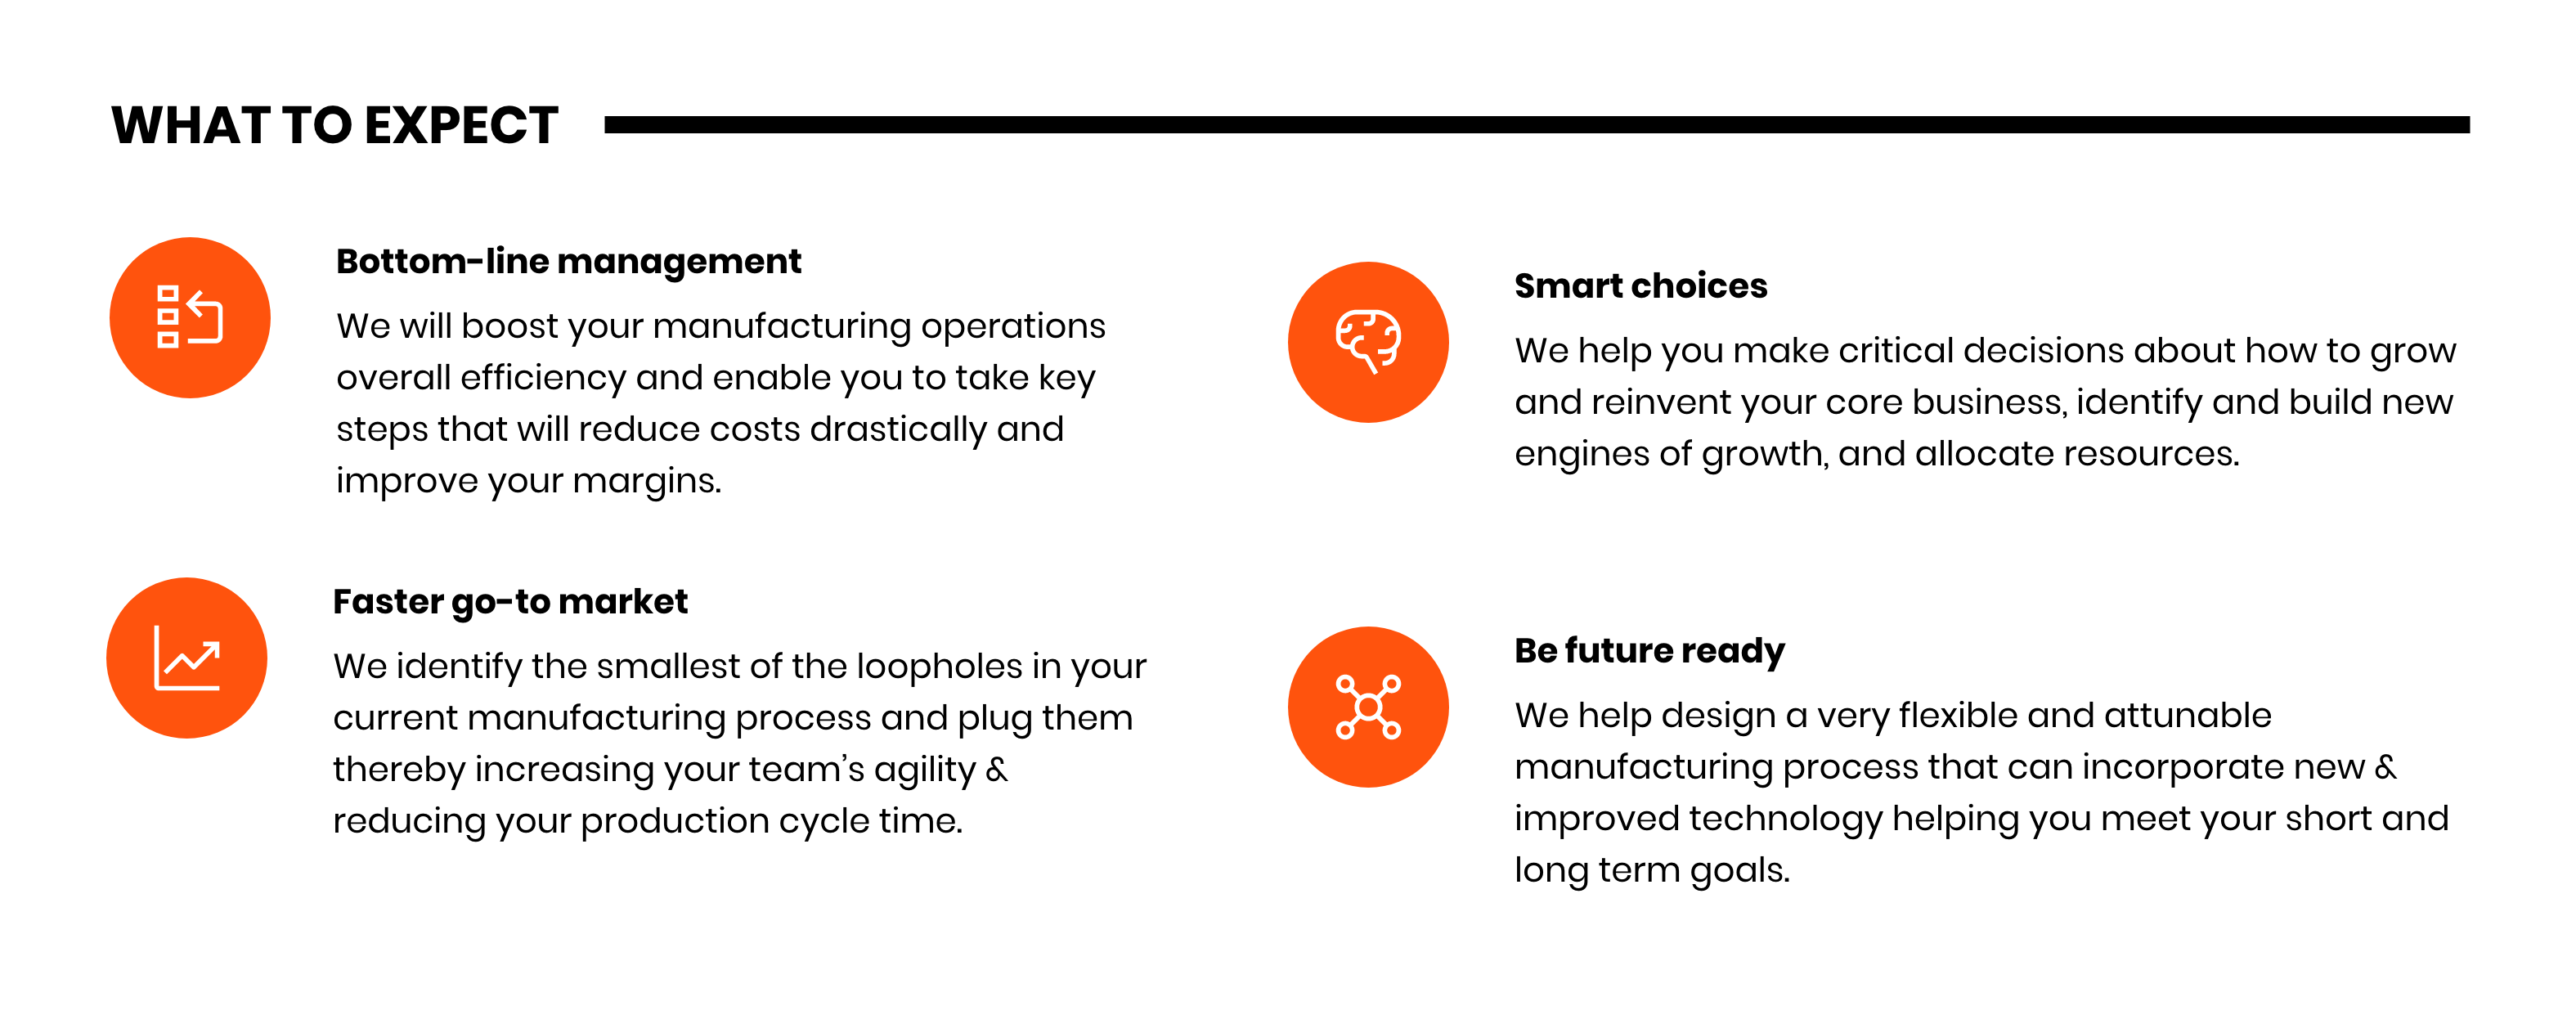 WHAT TO EXPECT
Bottom-line management
We will boost your manufacturing operations
overall efficiency and enable you to take key
steps that will reduce costs drastically and
improve your margins.
Smart choices
We help you make critical decisions about how to grow
and reinvent your core business, identify and build new
engines of growth, and allocate resources.
Faster go-to market
We identify the smallest of the loopholes in your
current manufacturing process and plug them
thereby increasing your team’s agility &
reducing your production cycle time.
Be future ready
We help design a very flexible and attunable
manufacturing process that can incorporate new &
improved technology helping you meet your short and
long term goals.